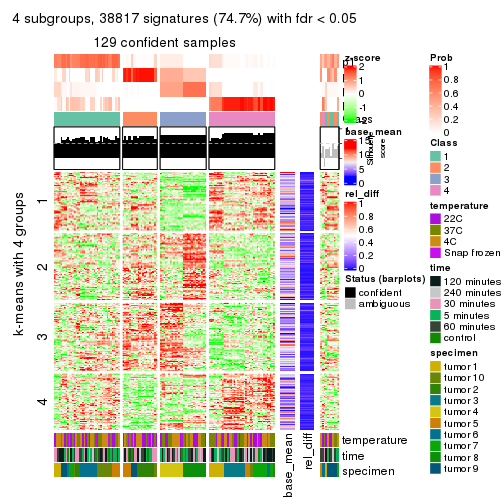 4 subgroups, 38817 signatures (74.7%) with fdr < 0.05
129 confident samples
k-means with 4 groups
1
2
3
4
z-score
2
1
0
-1
-2
base_mean
15
10
5
0
rel_diff
1
0.8
0.6
0.4
0.2
0
Status (barplots)
confident
ambiguous
Silhouette
score
Prob
1
0.8
0.6
0.4
0.2
0
Class
1
2
3
4
temperature
22C
37C
4C
Snap frozen
time
120 minutes
240 minutes
30 minutes
5 minutes
60 minutes
control
specimen
tumor 1
tumor 10
tumor 2
tumor 3
tumor 4
tumor 5
tumor 6
tumor 7
tumor 8
tumor 9
temperature
time
specimen
base_mean
rel_diff